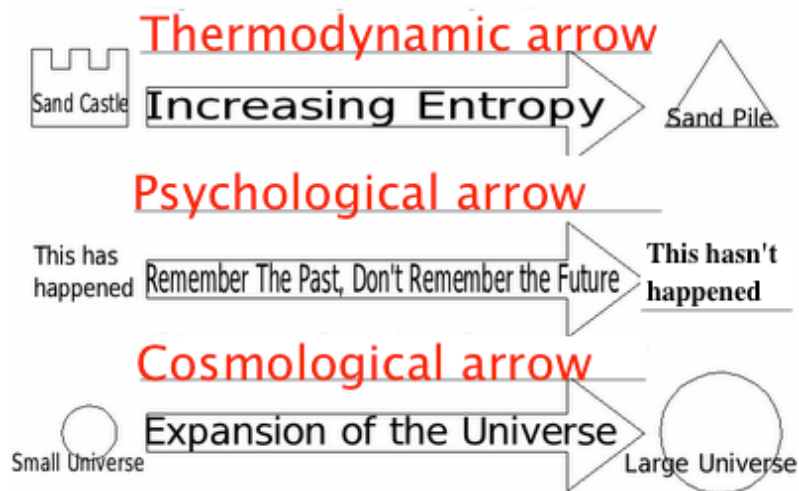 Thermodynamic arrow
Sand Castle
Increasing Entropy
Sand Pile
Psychological arrow
This has
happened
Remember The Past, Don't Remember the Future
This hasn't
happened
Cosmological arrow
Small Universe
Expansion of the Universe
Large Universe